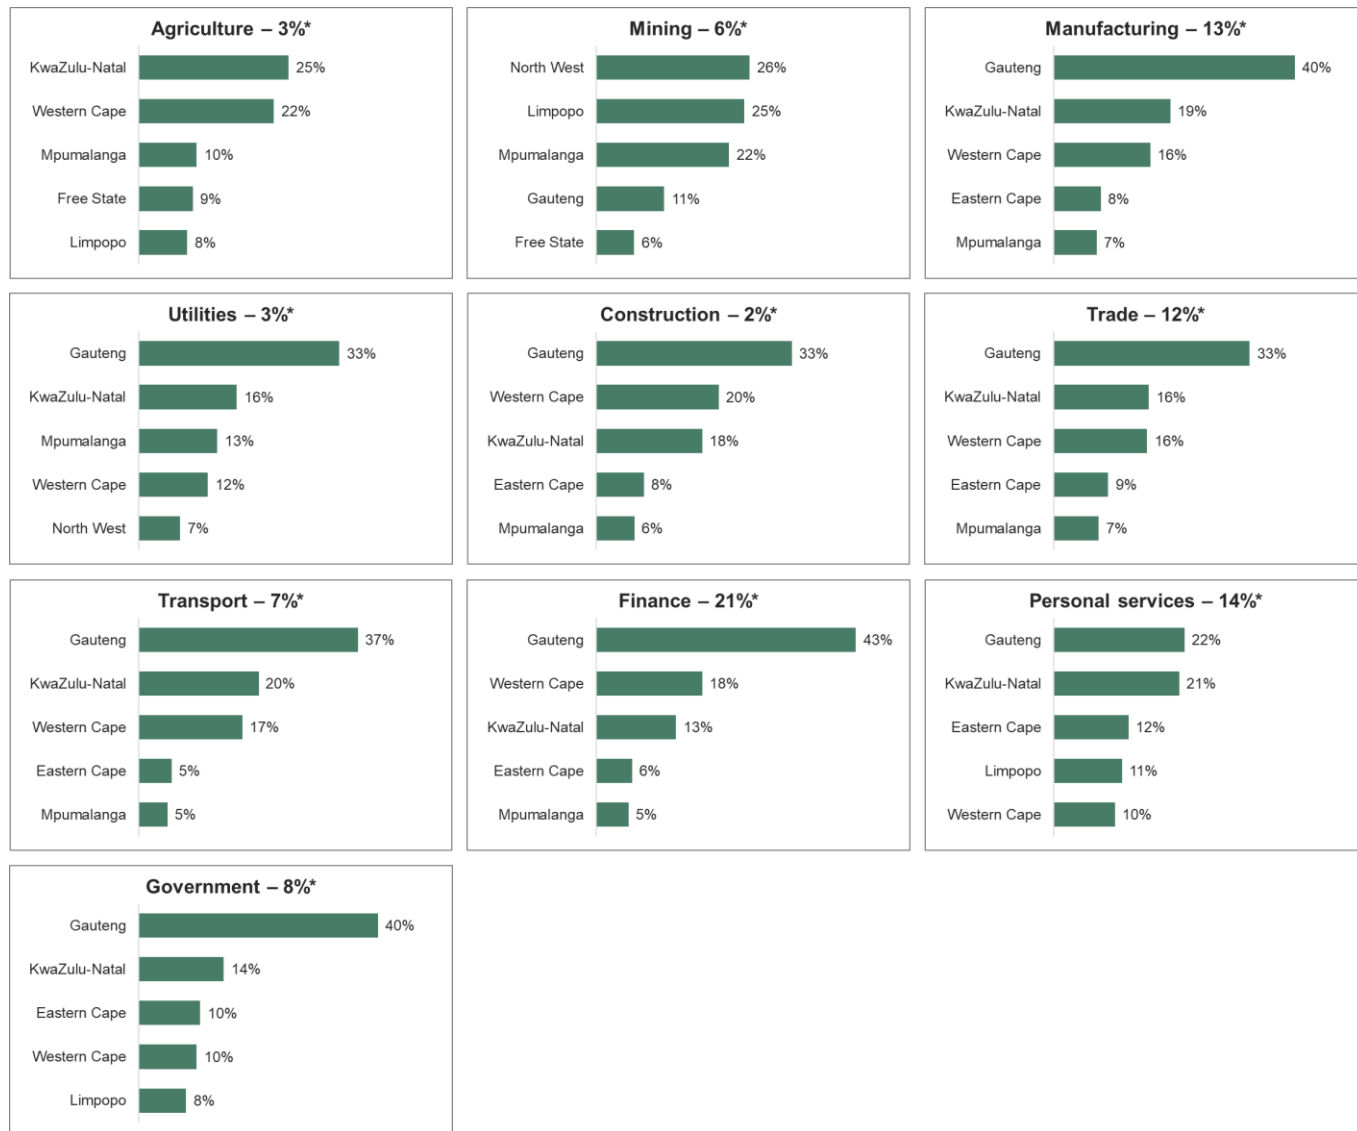 Agriculture – 3%*
KwaZulu-Natal 25%
Western Cape 22%
Mpumalanga 10%
Free State 9%
Limpopo 8%
Mining – 6%*
North West 26%
Limpopo 25%
Mpumalanga 22%
Gauteng 11%
Free State 6%
Manufacturing – 13%*
Gauteng 40%
KwaZulu-Natal 19%
Western Cape 16%
Eastern Cape 8%
Mpumalanga 7%
Utilities – 3%*
Gauteng 33%
KwaZulu-Natal 16%
Mpumalanga 13%
Western Cape 12%
North West 7%
Construction – 2%*
Gauteng 33%
Western Cape 20%
KwaZulu-Natal 18%
Eastern Cape 8%
Mpumalanga 6%
Trade – 12%*
Gauteng 33%
KwaZulu-Natal 16%
Western Cape 16%
Eastern Cape 9%
Mpumalanga 7%
Transport – 7%*
Gauteng 37%
KwaZulu-Natal 20%
Western Cape 17%
Eastern Cape 5%
Mpumalanga 5%
Finance – 21%*
Gauteng 43%
Western Cape 18%
KwaZulu-Natal 13%
Eastern Cape 6%
Mpumalanga 5%
Personal services – 14%*
Gauteng 22%
KwaZulu-Natal 21%
Eastern Cape 12%
Limpopo 11%
Western Cape 10%
Government – 8%*
Gauteng 40%
KwaZulu-Natal 14%
Eastern Cape 10%
Western Cape 10%
Limpopo 8%